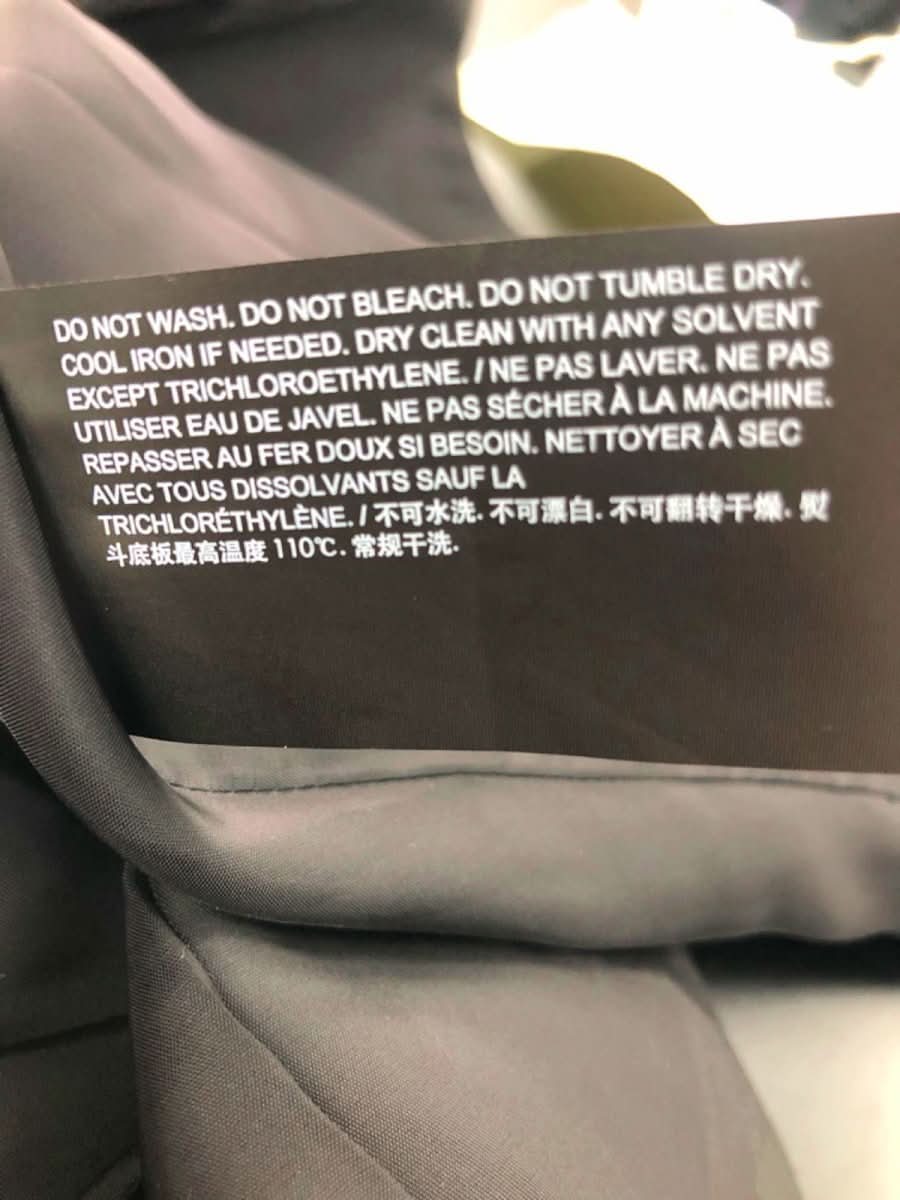 DO NOT WASH. DO NOT BLEACH. DO NOT TUMBLE DRY.
COOL IRON IF NEEDED. DRY CLEAN WITH ANY SOLVENT
EXCEPT TRICHLOROETHYLENE. / NE PAS LAVER. NE PAS
UTILISER EAU DE JAVEL. NE PAS SÉCHER À LA MACHINE.
REPASSER AU FER DOUX SI BESOIN. NETTOYER À SEC
AVEC TOUS DISSOLVANTS SAUF LA
TRICHLORÉTHYLÈNE. / 不可水洗. 不可漂白. 不可翻转干燥. 熨
斗底板最高温度 110℃. 常规干洗.